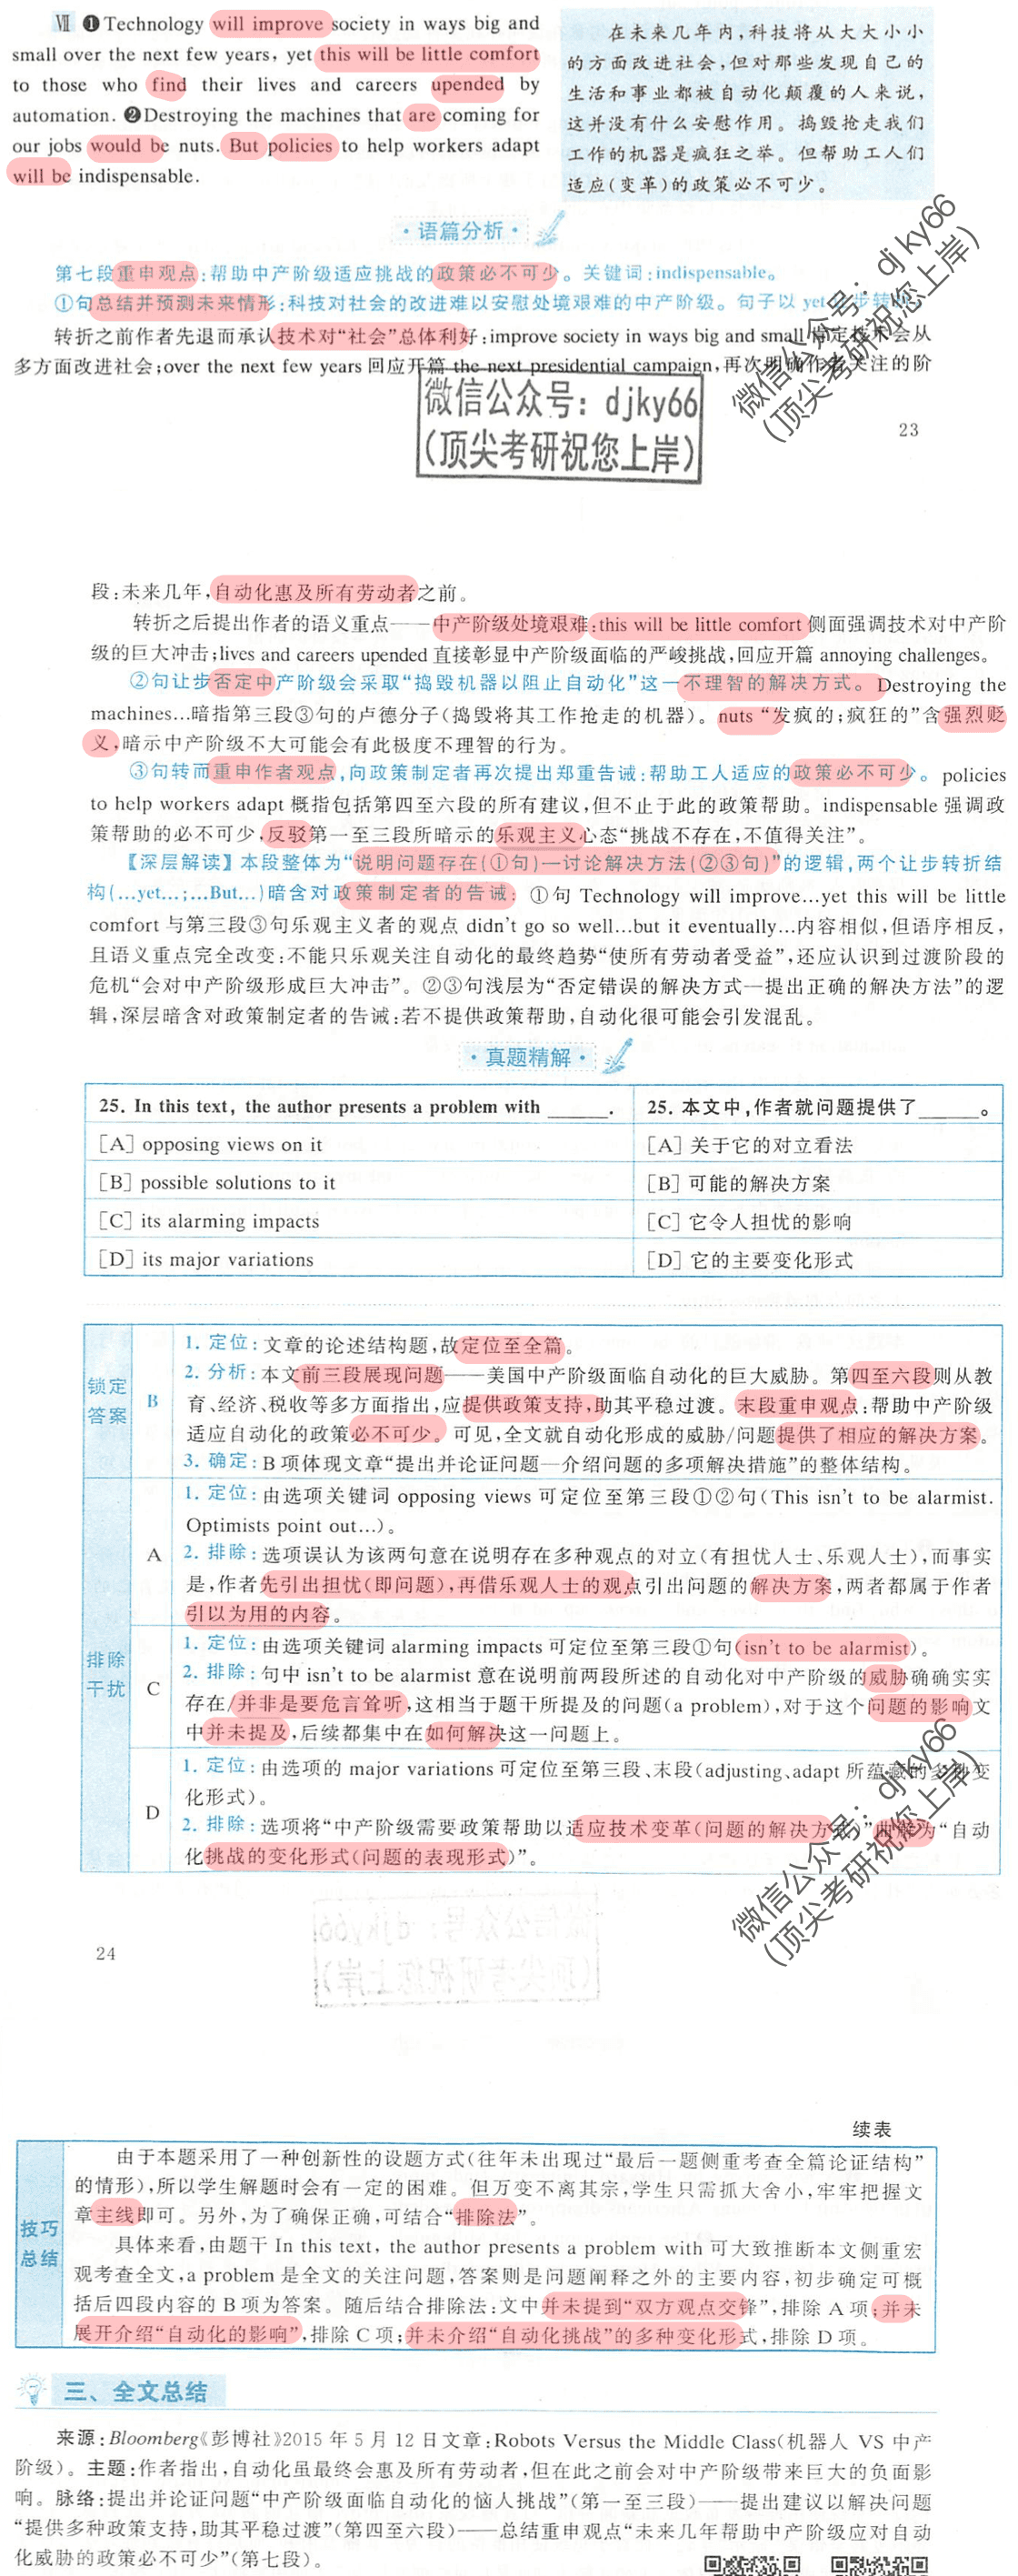 Ⅶ ❶Technology will improve society in ways big and
small over the next few years, yet this will be little comfort
to those who find their lives and careers upended by
automation. ❷Destroying the machines that are coming for
our jobs would be nuts. But policies to help workers adapt
will be indispensable.
在未来几年内,科技将从大大小小
的方面改进社会,但对那些发现自己的
生活和事业都被自动化颠覆的人来说,
这并没有什么安慰作用。捣毁抢走我们
工作的机器是疯狂之举。但帮助工人们
适应(变革)的政策必不可少。
·语篇分析·
第七段重申观点:帮助中产阶级适应挑战的政策必不可少。关键词:indispensable。
①句总结并预测未来情形:科技对社会的改进难以安慰处境艰难的中产阶级。句子以 yet 让步转折。
转折之前作者先退而承认技术对“社会”总体利好:improve society in ways big and small 肯定技术会从
多方面改进社会;over the next few years 回应开篇 the next presidential campaign,再次明确作者关注的阶
微信公众号: djky66
(顶尖考研祝您上岸)
微信公众号: djky66
(顶尖考研祝您上岸)
23
段:未来几年,自动化惠及所有劳动者之前。
转折之后提出作者的语义重点——中产阶级处境艰难:this will be little comfort 侧面强调技术对中产阶
级的巨大冲击;lives and careers upended 直接彰显中产阶级面临的严峻挑战,回应开篇 annoying challenges。
②句让步否定中产阶级会采取“捣毁机器以阻止自动化”这一不理智的解决方式。Destroying the
machines…暗指第三段③句的卢德分子(捣毁将其工作抢走的机器)。nuts “发疯的;疯狂的”含强烈贬
义,暗示中产阶级不大可能会有此极度不理智的行为。
③句转而重申作者观点,向政策制定者再次提出郑重告诫:帮助工人适应的政策必不可少。policies
to help workers adapt 概指包括第四至六段的所有建议,但不止于此的政策帮助。indispensable 强调政
策帮助的必不可少,反驳第一至三段所暗示的乐观主义心态“挑战不存在,不值得关注”。
【深层解读】本段整体为“说明问题存在(①句)—讨论解决方法(②③句)”的逻辑,两个让步转折结
构(…yet…;…But…)暗含对政策制定者的告诫: ①句 Technology will improve…yet this will be little
comfort 与第三段③句乐观主义者的观点 didn't go so well…but it eventually…内容相似,但语序相反,
且语义重点完全改变:不能只乐观关注自动化的最终趋势“使所有劳动者受益”,还应认识到过渡阶段的
危机“会对中产阶级形成巨大冲击”。②③句浅层为“否定错误的解决方式—提出正确的解决方法”的逻
辑,深层暗含对政策制定者的告诫:若不提供政策帮助,自动化很可能会引发混乱。
·真题精解·
25. In this text, the author presents a problem with ______.
25. 本文中,作者就问题提供了______。
[A] opposing views on it
[A] 关于它的对立看法
[B] possible solutions to it
[B] 可能的解决方案
[C] its alarming impacts
[C] 它令人担忧的影响
[D] its major variations
[D] 它的主要变化形式
锁定
答案
B
1. 定位:文章的论述结构题,故定位至全篇。
2. 分析:本文前三段展现问题——美国中产阶级面临自动化的巨大威胁。第四至六段则从教
育、经济、税收等多方面指出,应提供政策支持,助其平稳过渡。末段重申观点:帮助中产阶级
适应自动化的政策必不可少。可见,全文就自动化形成的威胁/问题提供了相应的解决方案。
3. 确定:B项体现文章“提出并论证问题—介绍问题的多项解决措施”的整体结构。
排除
干扰
A
1. 定位:由选项关键词 opposing views 可定位至第三段①②句(This isn't to be alarmist.
Optimists point out…)。
2. 排除:选项误认为该两句意在说明存在多种观点的对立(有担忧人士、乐观人士),而事实
是,作者先引出担忧(即问题),再借乐观人士的观点引出问题的解决方案,两者都属于作者
引以为用的内容。
C
1. 定位:由选项关键词 alarming impacts 可定位至第三段①句(isn't to be alarmist)。
2. 排除:句中 isn't to be alarmist 意在说明前两段所述的自动化对中产阶级的威胁确确实实
存在/并非是要危言耸听,这相当于题干所提及的问题(a problem),对于这个问题的影响文
中并未提及,后续都集中在如何解决这一问题上。
D
1. 定位:由选项的 major variations 可定位至第三段、末段(adjusting、adapt 所蕴藏的多种变
化形式)。
2. 排除:选项将“中产阶级需要政策帮助以适应技术变革(问题的解决方式)”曲解为“自动
化挑战的变化形式(问题的表现形式)”。
微信公众号: djky66
(顶尖考研祝您上岸)
24
续表
技巧
总结
由于本题采用了一种创新性的设题方式(往年未出现过“最后一题侧重考查全篇论证结构”
的情形),所以学生解题时会有一定的困难。但万变不离其宗,学生只需抓大舍小,牢牢把握文
章主线即可。另外,为了确保正确,可结合“排除法”。
具体来看,由题干 In this text, the author presents a problem with 可大致推断本文侧重宏
观考查全文,a problem 是全文的关注问题,答案则是问题阐释之外的主要内容,初步确定可概
括后四段内容的 B 项为答案。随后结合排除法:文中并未提到“双方观点交锋”,排除 A 项;并未
展开介绍“自动化的影响”,排除 C 项;并未介绍“自动化挑战”的多种变化形式,排除 D 项。
三、全文总结
来源:Bloomberg《彭博社》2015 年 5 月 12 日文章:Robots Versus the Middle Class(机器人 VS 中产
阶级)。主题:作者指出,自动化虽最终会惠及所有劳动者,但在此之前会对中产阶级带来巨大的负面影
响。脉络:提出并论证问题“中产阶级面临自动化的恼人挑战”(第一至三段)——提出建议以解决问题
“提供多种政策支持,助其平稳过渡”(第四至六段)——总结重申观点“未来几年帮助中产阶级应对自动
化威胁的政策必不可少”(第七段)。